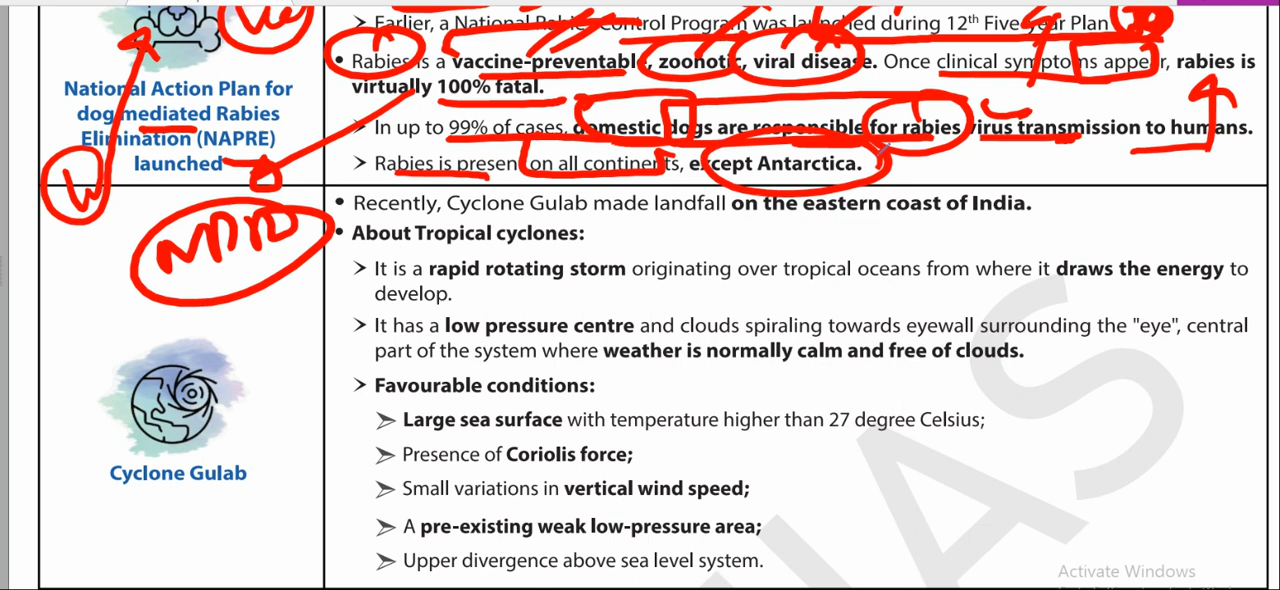 Earlier, a National Rabies Control Program was launched during 12th Five-year Plan
• Rabies is a vaccine-preventable, zoonotic, viral disease. Once clinical symptoms appear, rabies is
virtually 100% fatal.
National Action Plan for
dog mediated Rabies
Elimination (NAPRE)
launched
➢ In up to 99% of cases, domestic dogs are responsible for rabies virus transmission to humans.
➢ Rabies is present on all continents, except Antarctica.
• Recently, Cyclone Gulab made landfall on the eastern coast of India.
• About Tropical cyclones:
➢ It is a rapid rotating storm originating over tropical oceans from where it draws the energy to
develop.
➢ It has a low pressure centre and clouds spiraling towards eyewall surrounding the "eye", central
part of the system where weather is normally calm and free of clouds.
➢ Favourable conditions:
➢ Large sea surface with temperature higher than 27 degree Celsius;
➢ Presence of Coriolis force;
Cyclone Gulab
➢ Small variations in vertical wind speed;
➢ A pre-existing weak low-pressure area;
➢ Upper divergence above sea level system.
IAS
Activate Windows